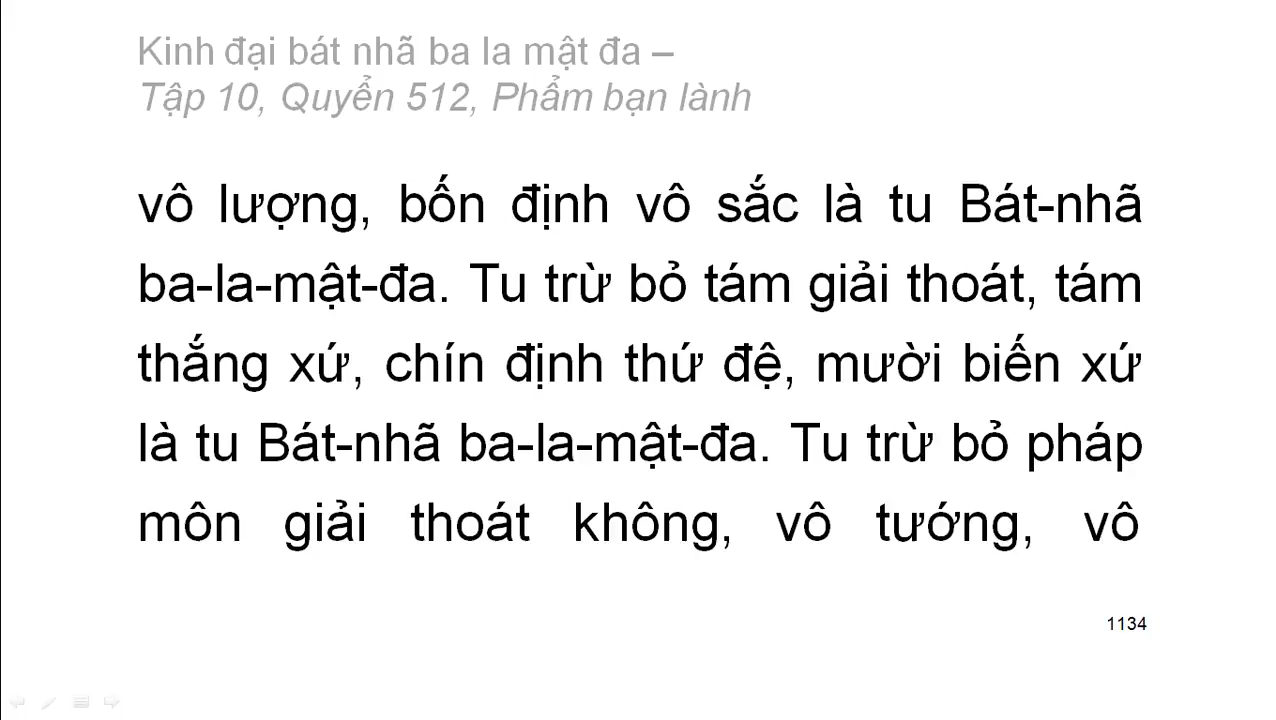 Kinh đại bát nhã ba la mật đa –
Tập 10, Quyển 512, Phẩm bạn lành
vô lượng, bốn định vô sắc là tu Bát-nhã
ba-la-mật-đa. Tu trừ bỏ tám giải thoát, tám
thắng xứ, chín định thứ đệ, mười biến xứ
là tu Bát-nhã ba-la-mật-đa. Tu trừ bỏ pháp
môn giải thoát không, vô tướng, vô
1134